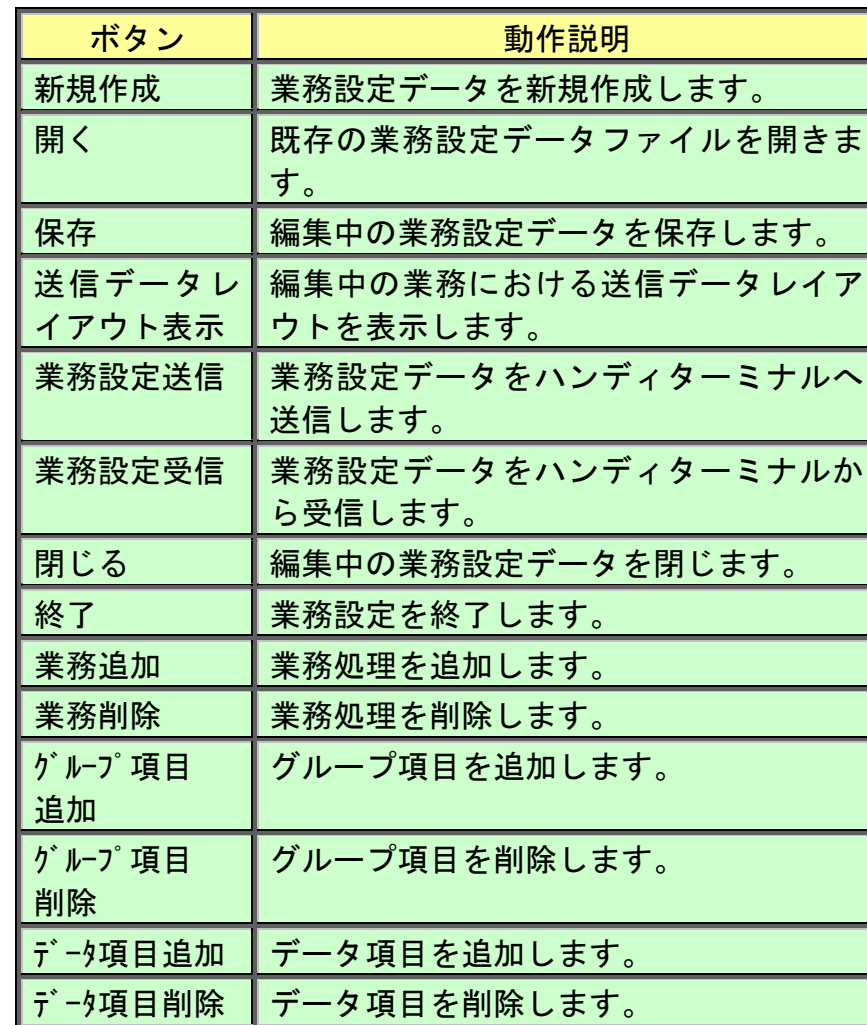 ボタン 動作説明
新規作成 業務設定データを新規作成します。
開く 既存の業務設定データファイルを開きま
す。
保存 編集中の業務設定データを保存します。
送信データレ 編集中の業務における送信データレイア
イアウト表示 ウトを表示します。
業務設定送信 業務設定データをハンディターミナルへ
送信します。
業務設定受信 業務設定データをハンディターミナルか
ら受信します。
閉じる 編集中の業務設定データを閉じます。
終了 業務設定を終了します。
業務追加 業務処理を追加します。
業務削除 業務処理を削除します。
ｸﾞﾙｰﾌﾟ項目 グループ項目を追加します。
追加
ｸﾞﾙｰﾌﾟ項目 グループ項目を削除します。
削除
ﾃﾞｰﾀ項目追加 データ項目を追加します。
ﾃﾞｰﾀ項目削除 データ項目を削除します。